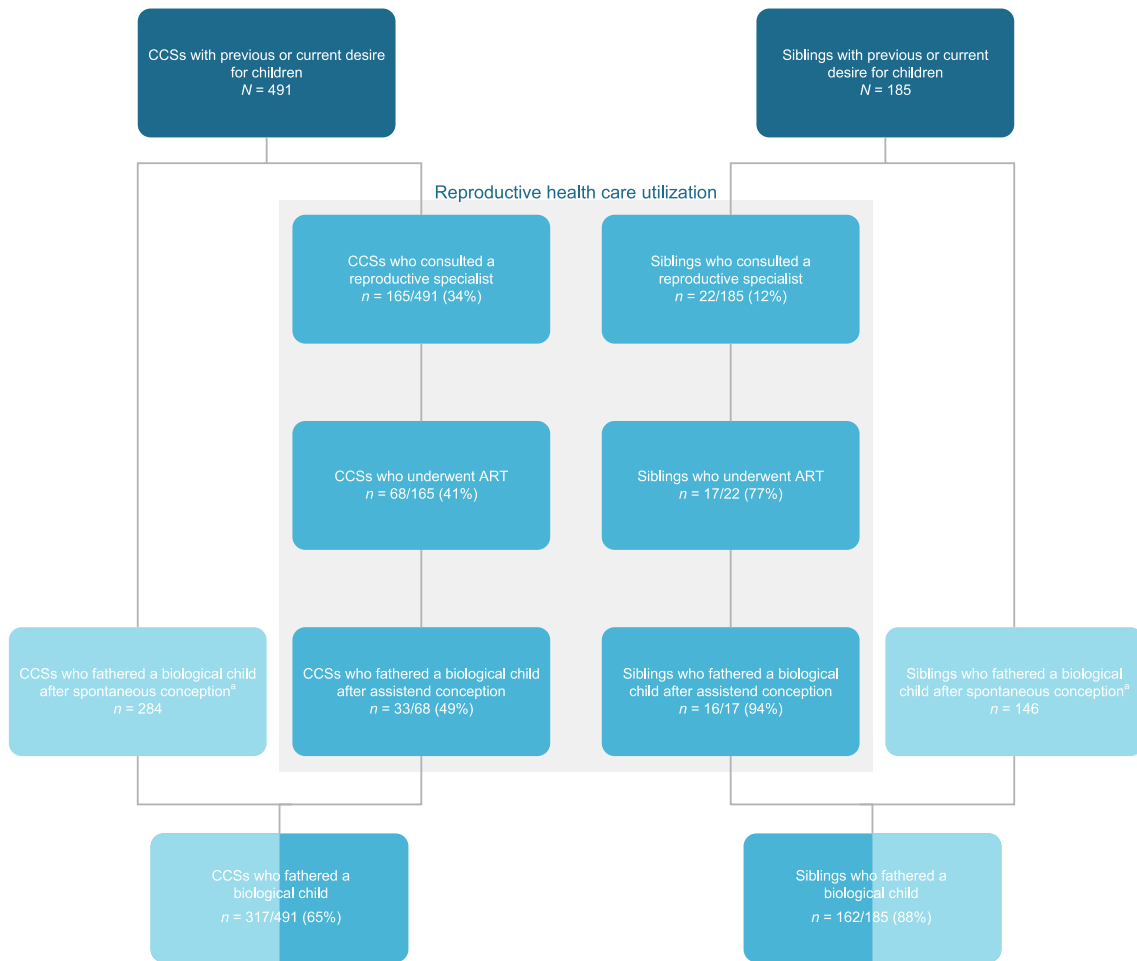 CCSs with previous or current desire
for children
N = 491
Siblings with previous or current
desire for children
N = 185
Reproductive health care utilization
CCSs who consulted a
reproductive specialist
n = 165/491 (34%)
Siblings who consulted a
reproductive specialist
n = 22/185 (12%)
CCSs who underwent ART
n = 68/165 (41%)
Siblings who underwent ART
n = 17/22 (77%)
CCSs who fathered a biological child
after spontaneous conceptionᵃ
n = 284
CCSs who fathered a biological child
after assistend conception
n = 33/68 (49%)
Siblings who fathered a biological
child after assistend conception
n = 16/17 (94%)
Siblings who fathered a biological
child after spontaneous conceptionᵃ
n = 146
CCSs who fathered a
biological child
n = 317/491 (65%)
Siblings who fathered a
biological child
n = 162/185 (88%)